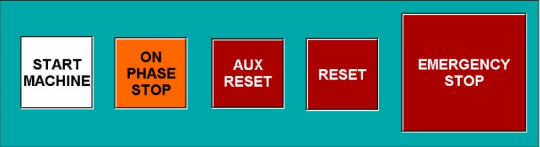 START
MACHINE
ON
PHASE
STOP
AUX
RESET
RESET
EMERGENCY
STOP